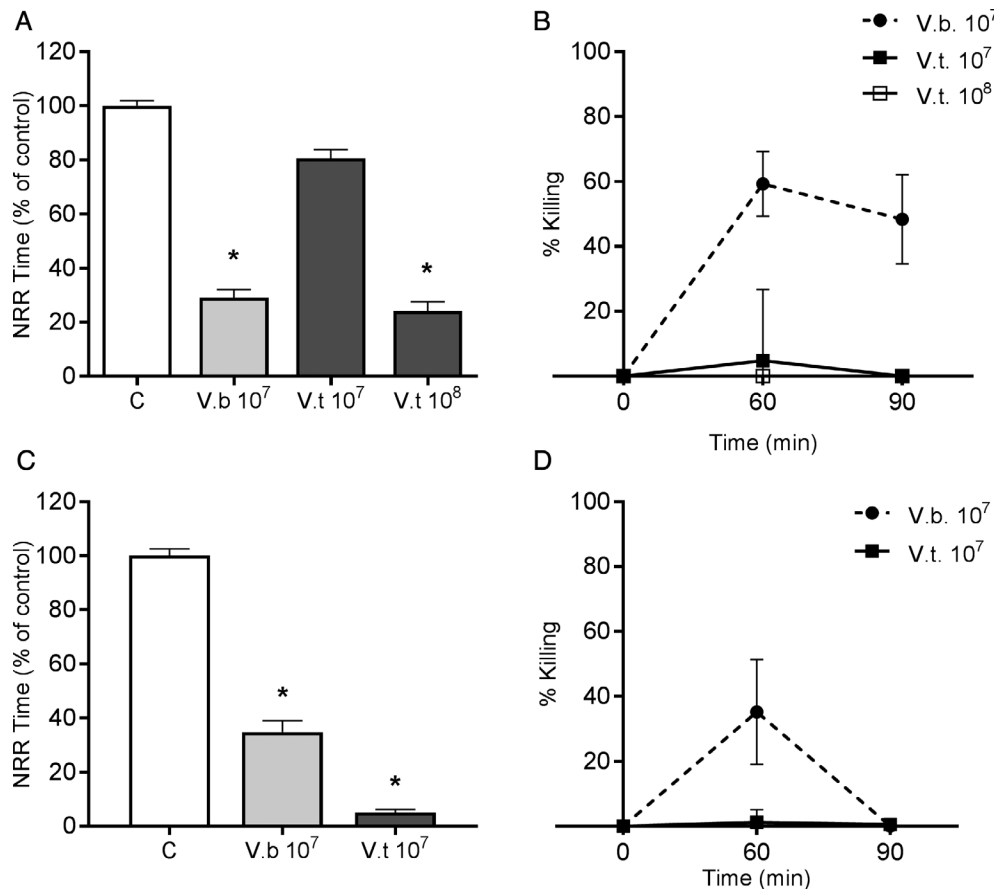 A
NRR Time (% of control)
120
100
80
60
40
20
0
C
V.b 10⁷
V.t 10⁷
V.t 10⁸
*
*
B
% Killing
100
80
60
40
20
0
60
90
Time (min)
V.b. 10⁷
V.t. 10⁷
V.t. 10⁸
C
NRR Time (% of control)
120
100
80
60
40
20
0
C
V.b 10⁷
V.t 10⁷
*
*
D
% Killing
100
80
60
40
20
0
60
90
Time (min)
V.b. 10⁷
V.t. 10⁷